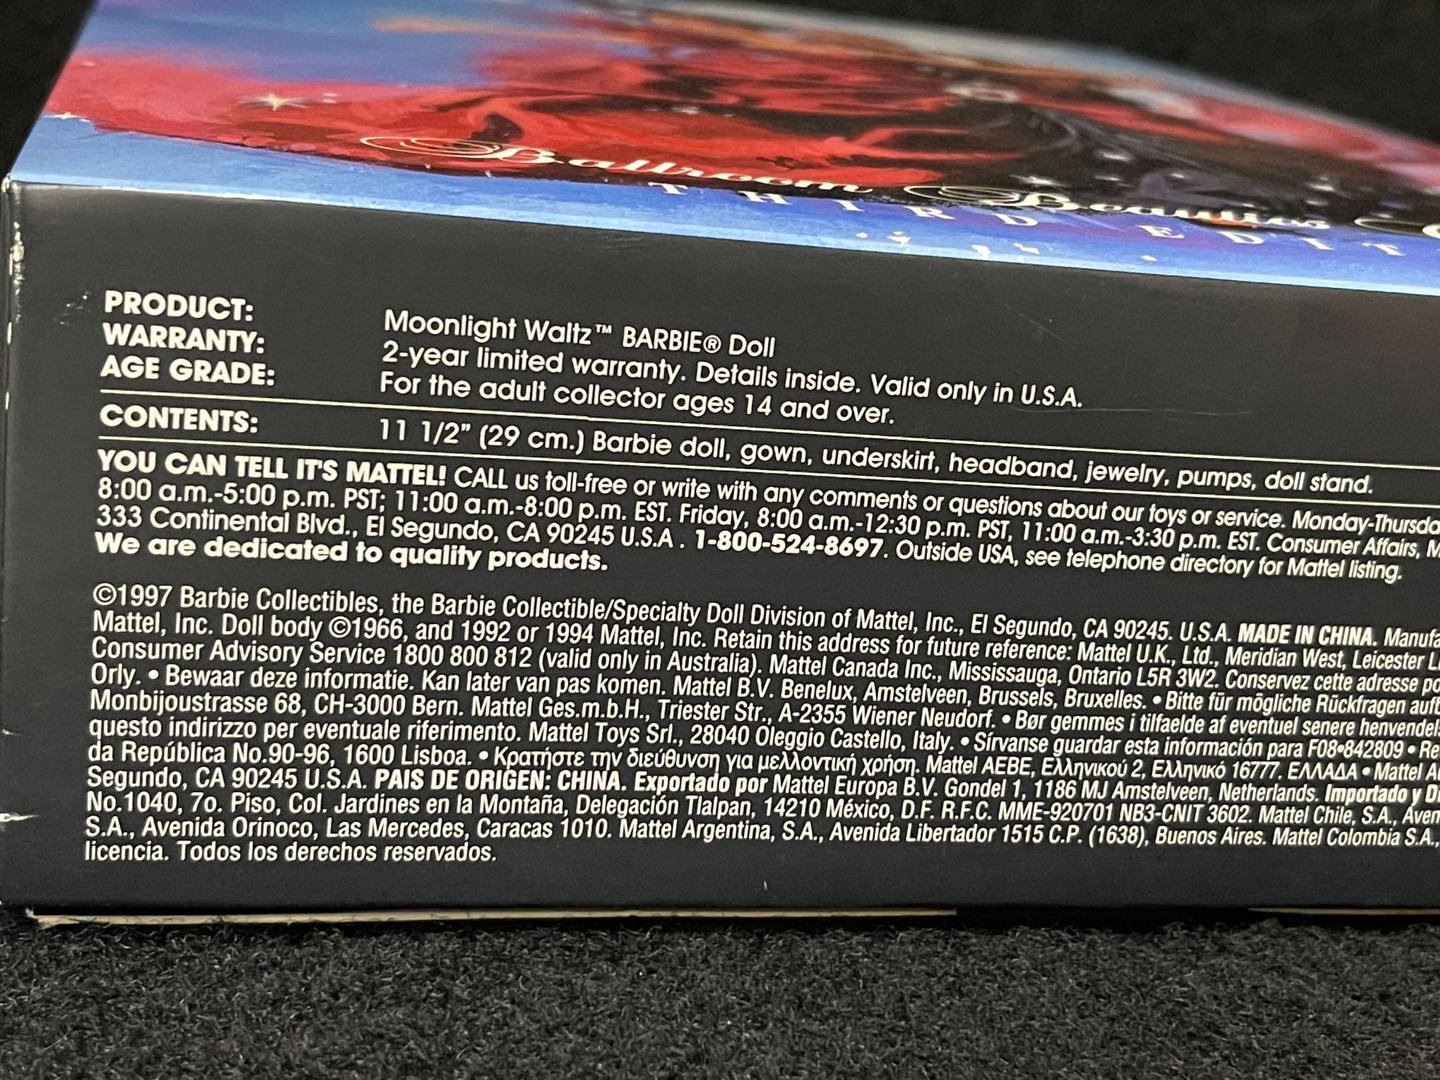 Ballroom Beauties
THIRD EDIT
PRODUCT: Moonlight Waltz™ BARBIE® Doll
WARRANTY: 2-year limited warranty. Details inside. Valid only in U.S.A.
AGE GRADE: For the adult collector ages 14 and over.
CONTENTS: 11 1/2" (29 cm.) Barbie doll, gown, underskirt, headband, jewelry, pumps, doll stand.
YOU CAN TELL IT'S MATTEL! CALL us toll-free or write with any comments or questions about our toys or service. Monday-Thursda
8:00 a.m.-5:00 p.m. PST; 11:00 a.m.-8:00 p.m. EST. Friday, 8:00 a.m.-12:30 p.m. PST, 11:00 a.m.-3:30 p.m. EST. Consumer Affairs, M
333 Continental Blvd., El Segundo, CA 90245 U.S.A . 1-800-524-8697. Outside USA, see telephone directory for Mattel listing.
We are dedicated to quality products.
©1997 Barbie Collectibles, the Barbie Collectible/Specialty Doll Division of Mattel, Inc., El Segundo, CA 90245. U.S.A. MADE IN CHINA. Manufa
Mattel, Inc. Doll body ©1966, and 1992 or 1994 Mattel, Inc. Retain this address for future reference: Mattel U.K., Ltd., Meridian West, Leicester L
Consumer Advisory Service 1800 800 812 (valid only in Australia). Mattel Canada Inc., Mississauga, Ontario L5R 3W2. Conservez cette adresse po
Orly. • Bewaar deze informatie. Kan later van pas komen. Mattel B.V. Benelux, Amstelveen, Brussels, Bruxelles. • Bitte für mögliche Rückfragen aufb
Monbijoustrasse 68, CH-3000 Bern. Mattel Ges.m.b.H., Triester Str., A-2355 Wiener Neudorf. • Bør gemmes i tilfaelde af eventuel senere henvendels
questo indirizzo per eventuale riferimento. Mattel Toys Srl., 28040 Oleggio Castello, Italy. • Sírvanse guardar esta información para F08•842809 • Re
da República No.90-96, 1600 Lisboa. • Κρατήστε την διεύθυνση για μελλοντική χρήση. Mattel AEBE, Ελληνικού 2, Ελληνικό 16777. ΕΛΛΑΔΑ • Mattel A
Segundo, CA 90245 U.S.A. PAIS DE ORIGEN: CHINA. Exportado por Mattel Europa B.V. Gondel 1, 1186 MJ Amstelveen, Netherlands. Importado y D
No.1040, 7o. Piso, Col. Jardines en la Montaña, Delegación Tlalpan, 14210 México, D.F. R.F.C. MME-920701 NB3-CNIT 3602. Mattel Chile, S.A., Aven
S.A., Avenida Orinoco, Las Mercedes, Caracas 1010. Mattel Argentina, S.A., Avenida Libertador 1515 C.P. (1638), Buenos Aires. Mattel Colombia S.A.,
licencia. Todos los derechos reservados.